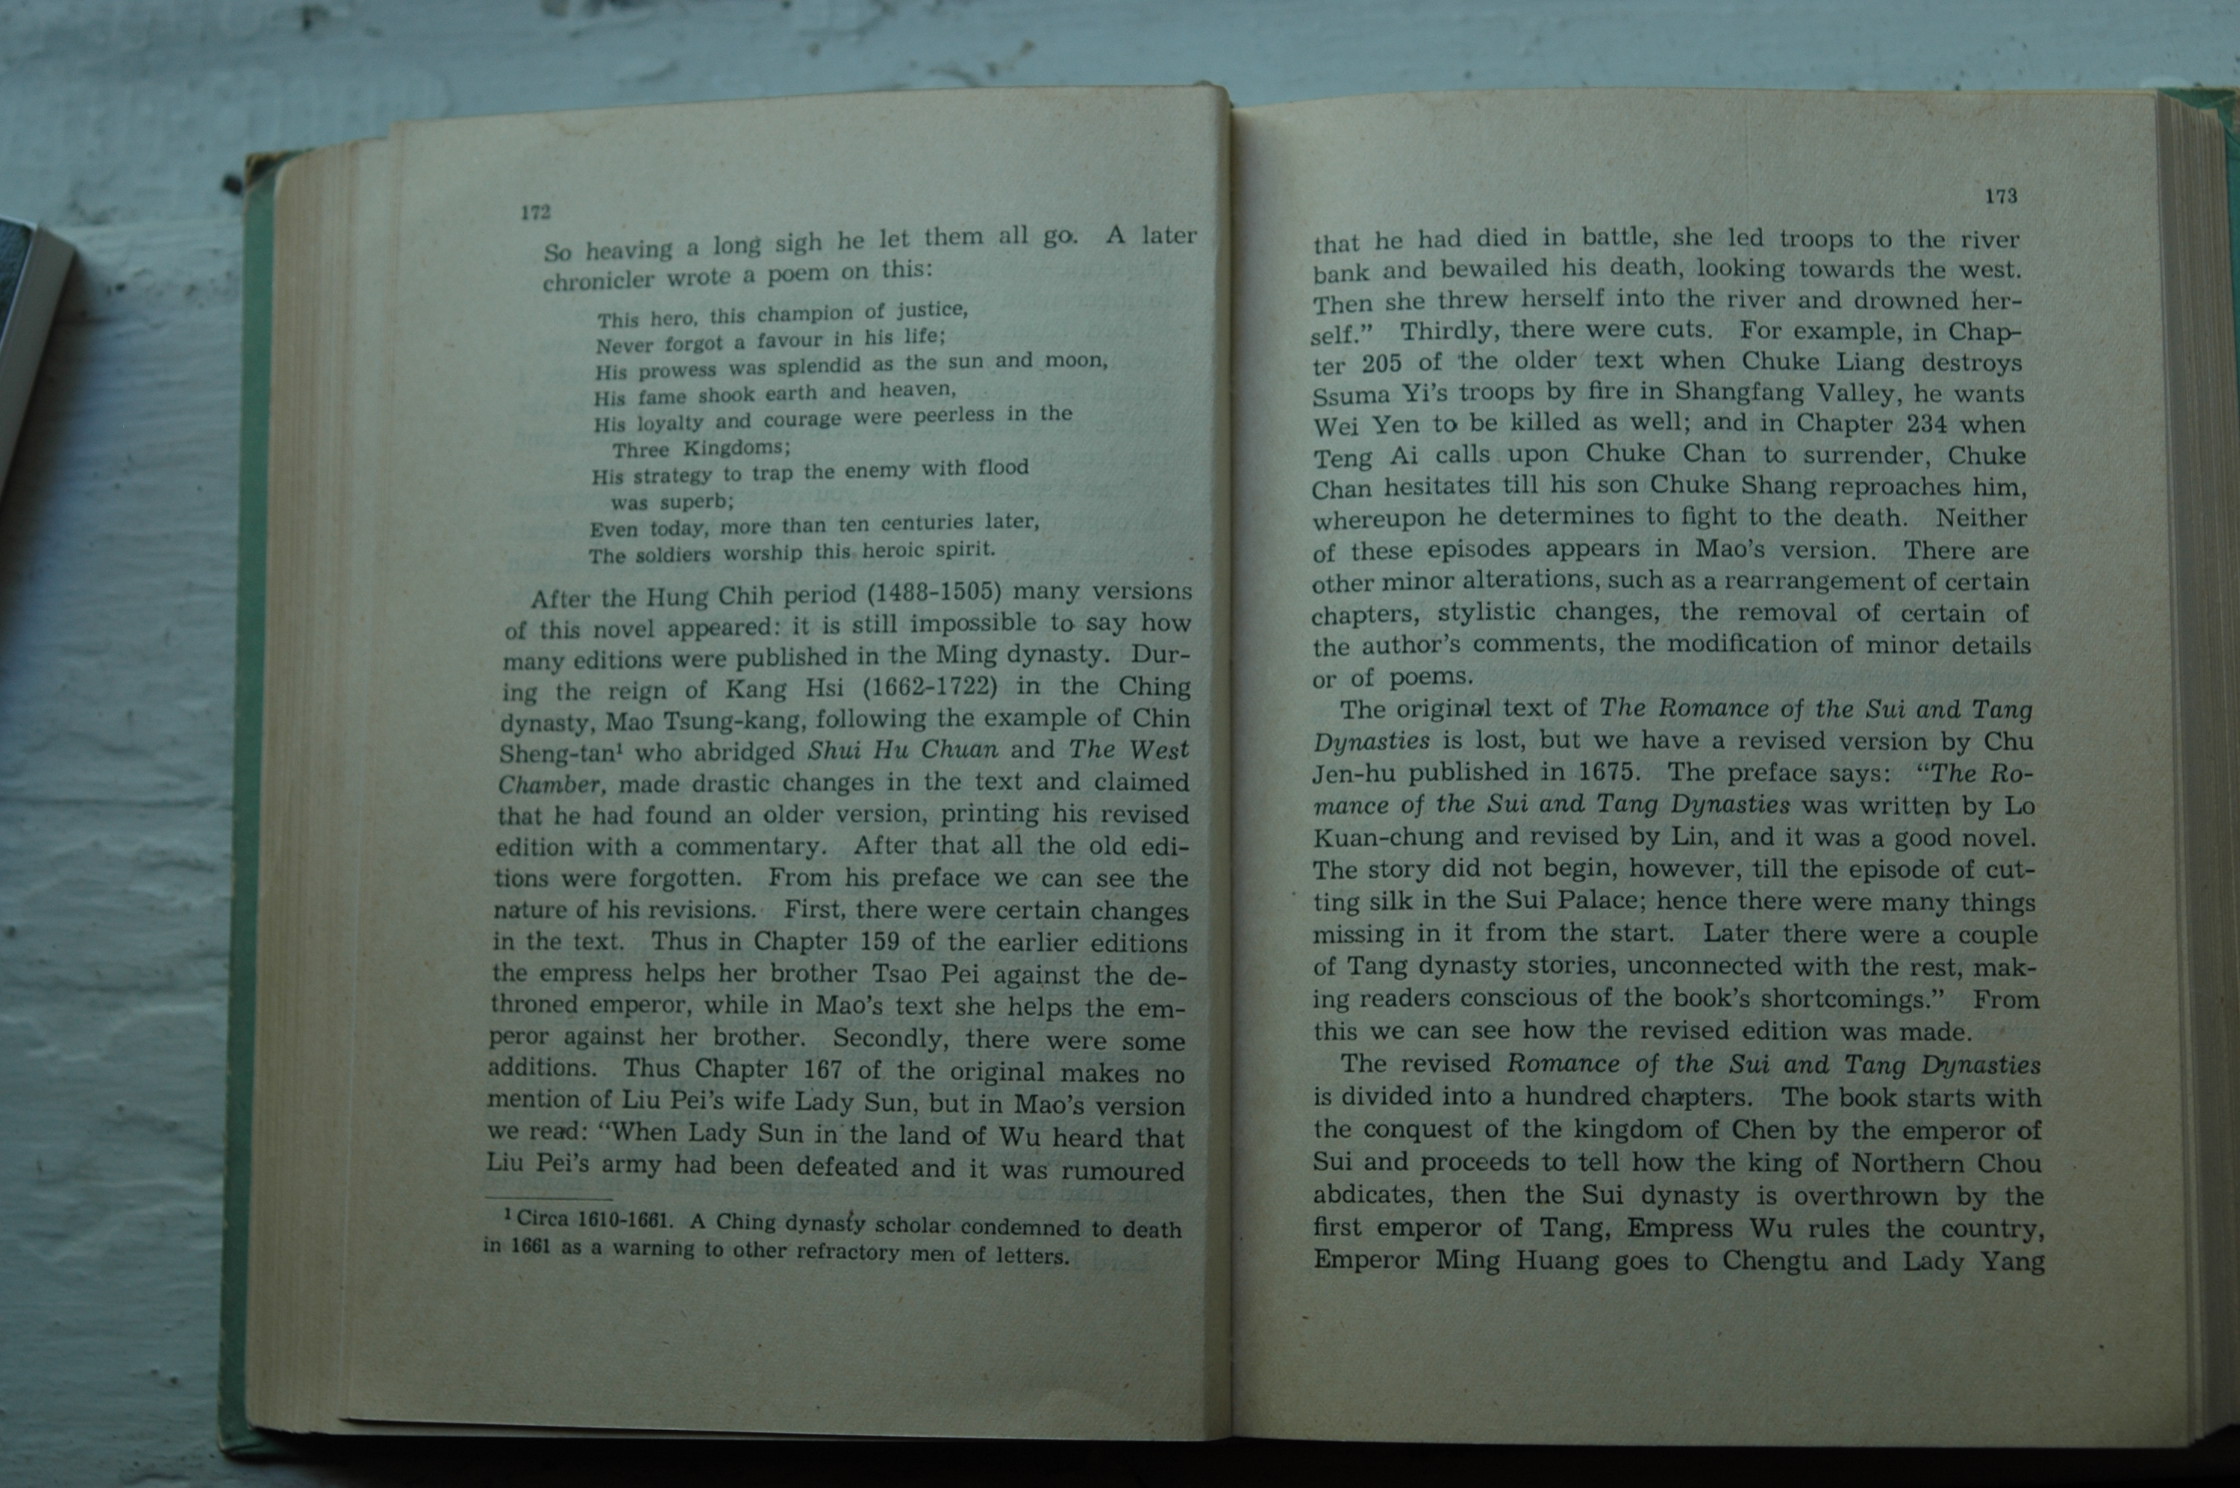 172
So heaving a long sigh he let them all go. A later
chronicler wrote a poem on this:
This hero, this champion of justice,
Never forgot a favour in his life;
His prowess was splendid as the sun and moon,
His fame shook earth and heaven,
His loyalty and courage were peerless in the
Three Kingdoms;
His strategy to trap the enemy with flood
was superb;
Even today, more than ten centuries later,
The soldiers worship this heroic spirit.
After the Hung Chih period (1488-1505) many versions
of this novel appeared: it is still impossible to say how
many editions were published in the Ming dynasty. Dur-
ing the reign of Kang Hsi (1662-1722) in the Ching
dynasty, Mao Tsung-kang, following the example of Chin
Sheng-tan¹ who abridged Shui Hu Chuan and The West
Chamber, made drastic changes in the text and claimed
that he had found an older version, printing his revised
edition with a commentary. After that all the old edi-
tions were forgotten. From his preface we can see the
nature of his revisions. First, there were certain changes
in the text. Thus in Chapter 159 of the earlier editions
the empress helps her brother Tsao Pei against the de-
throned emperor, while in Mao's text she helps the em-
peror against her brother. Secondly, there were some
additions. Thus Chapter 167 of the original makes no
mention of Liu Pei's wife Lady Sun, but in Mao's version
we read: "When Lady Sun in the land of Wu heard that
Liu Pei's army had been defeated and it was rumoured
¹ Circa 1610-1661. A Ching dynasty scholar condemned to death
in 1661 as a warning to other refractory men of letters.
173
that he had died in battle, she led troops to the river
bank and bewailed his death, looking towards the west.
Then she threw herself into the river and drowned her-
self." Thirdly, there were cuts. For example, in Chap-
ter 205 of the older text when Chuke Liang destroys
Ssuma Yi's troops by fire in Shangfang Valley, he wants
Wei Yen to be killed as well; and in Chapter 234 when
Teng Ai calls upon Chuke Chan to surrender, Chuke
Chan hesitates till his son Chuke Shang reproaches him,
whereupon he determines to fight to the death. Neither
of these episodes appears in Mao's version. There are
other minor alterations, such as a rearrangement of certain
chapters, stylistic changes, the removal of certain of
the author's comments, the modification of minor details
or of poems.
The original text of The Romance of the Sui and Tang
Dynasties is lost, but we have a revised version by Chu
Jen-hu published in 1675. The preface says: "The Ro-
mance of the Sui and Tang Dynasties was written by Lo
Kuan-chung and revised by Lin, and it was a good novel.
The story did not begin, however, till the episode of cut-
ting silk in the Sui Palace; hence there were many things
missing in it from the start. Later there were a couple
of Tang dynasty stories, unconnected with the rest, mak-
ing readers conscious of the book's shortcomings." From
this we can see how the revised edition was made.
The revised Romance of the Sui and Tang Dynasties
is divided into a hundred chapters. The book starts with
the conquest of the kingdom of Chen by the emperor of
Sui and proceeds to tell how the king of Northern Chou
abdicates, then the Sui dynasty is overthrown by the
first emperor of Tang, Empress Wu rules the country,
Emperor Ming Huang goes to Chengtu and Lady Yang